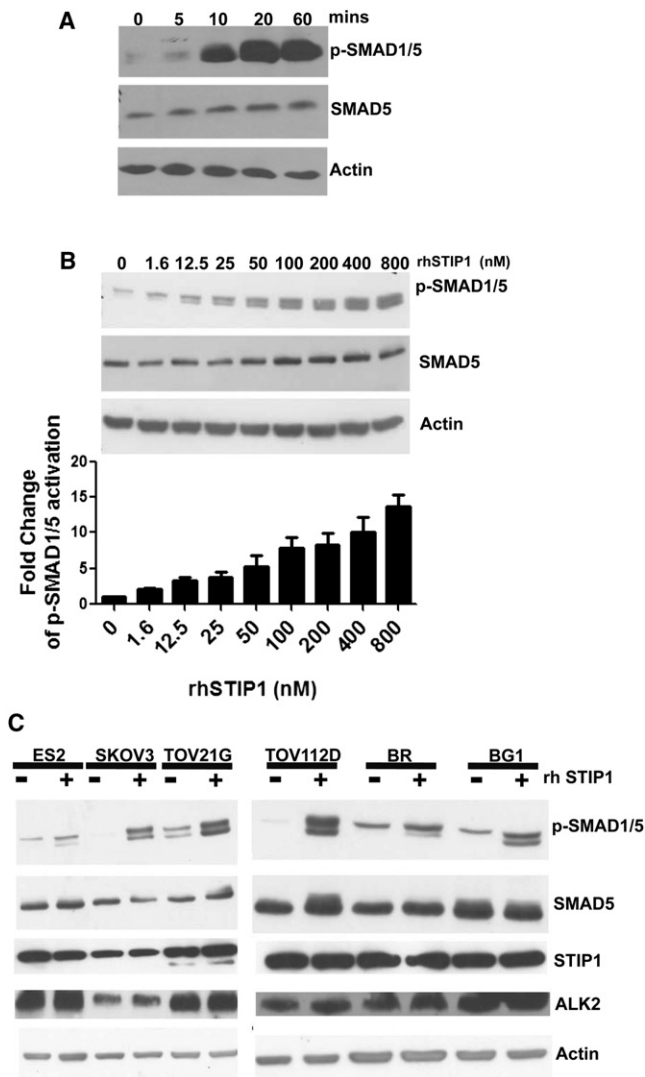 A
0 5 10 20 60 mins
p-SMAD1/5
SMAD5
Actin
B
0 1.6 12.5 25 50 100 200 400 800 rhSTIP1 (nM)
p-SMAD1/5
SMAD5
Actin
Fold Change
of p-SMAD1/5 activation
20
15
10
5
0
0 1.6 12.5 25 50 100 200 400 800
rhSTIP1 (nM)
C
ES2 SKOV3 TOV21G TOV112D BR BG1
- + - + - + - + - + - + rh STIP1
p-SMAD1/5
SMAD5
STIP1
ALK2
Actin